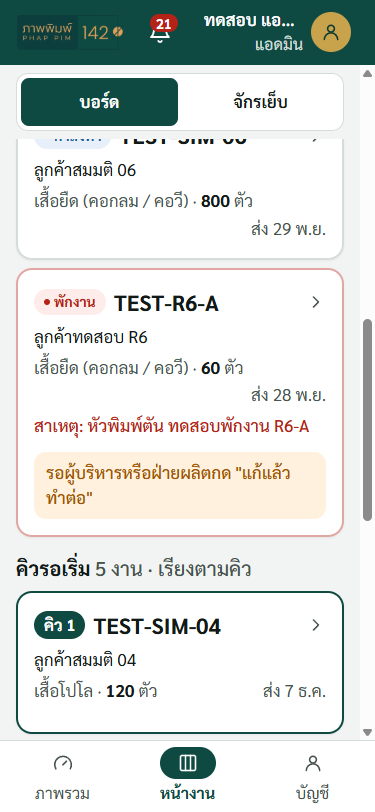 ภาพพิมพ์
PHAP PIM
142
21
ทดสอบ แอ...
แอดมิน
บอร์ด
จักรเย็บ
TEST-SIM-06
ลูกค้าสมมติ 06
เสื้อยืด (คอกลม / คอวี) · 800 ตัว
ส่ง 29 พ.ย.
พักงาน TEST-R6-A
ลูกค้าทดสอบ R6
เสื้อยืด (คอกลม / คอวี) · 60 ตัว
ส่ง 28 พ.ย.
สาเหตุ: หัวพิมพ์ตัน ทดสอบพักงาน R6-A
รอผู้บริหารหรือฝ่ายผลิตกด "แก้แล้ว
ทำต่อ"
คิวรอเริ่ม 5 งาน · เรียงตามคิว
คิว 1 TEST-SIM-04
ลูกค้าสมมติ 04
เสื้อโปโล · 120 ตัว ส่ง 7 ธ.ค.
ภาพรวม
หน้างาน
บัญชี